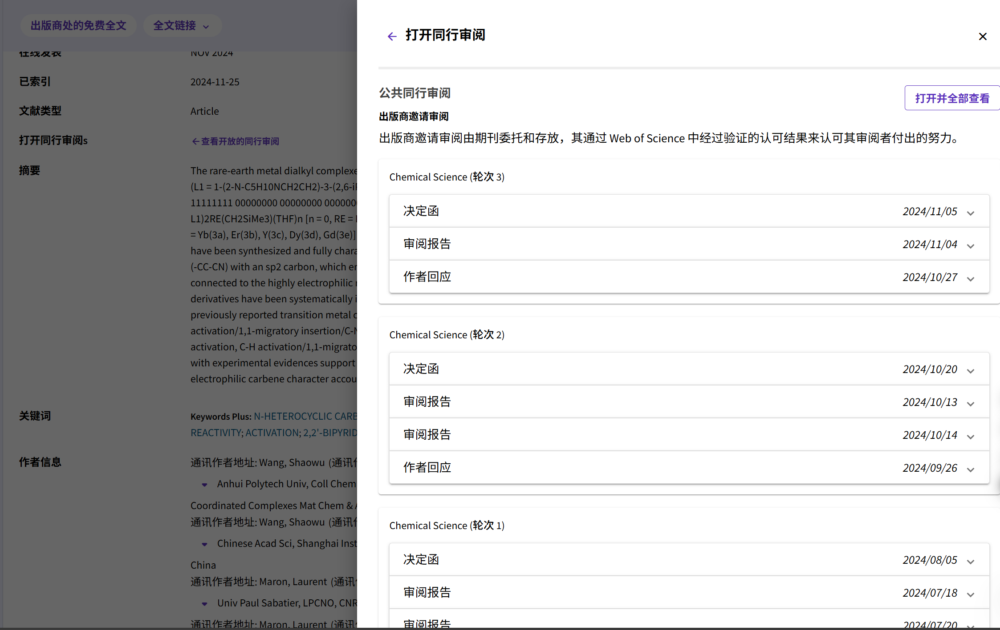 出版商处的免费全文
全文链接
在线发表
NOV 2024
已索引
2024-11-25
文献类型
Article
打开同行审阅s
←查看开放的同行审阅
摘要
The rare-earth metal dialkyl complexe
(L1 = 1-(2-N-C5H10NCH2CH2)-3-(2,6-i
11111111 00000000 00000000 000000
L1)2RE(CH2SiMe3)(THF)n [n = 0, RE =
= Yb(3a), Er(3b), Y(3c), Dy(3d), Gd(3e)]
have been synthesized and fully chara
(-CC-CN) with an sp2 carbon, which
connected to the highly electrophilic
derivatives have been systematically
previously reported transition metal
activation/1,1-migratory insertion/C-N
activation, C-H activation/1,1-migrato
with experimental evidences support
electrophilic carbene character accou
关键词
Keywords Plus: N-HETEROCYCLIC CARB
REACTIVITY; ACTIVATION; 2,2'-BIPYRID
作者信息
通讯作者地址: Wang, Shaowu (通讯作
Anhui Polytech Univ, Coll Chem
Coordinated Complexes Mat Chem &
通讯作者地址: Wang, Shaowu (通讯作
Chinese Acad Sci, Shanghai Inst
China
通讯作者地址: Maron, Laurent (通讯
Univ Paul Sabatier, LPCNO, CNR
通讯作者地址: Maron, Laurent (通讯
← 打开同行审阅
公共同行审阅
打开并全部查看
出版商邀请审阅
出版商邀请审阅由期刊委托和存放，其通过 Web of Science 中经过验证的认可结果来认可其审阅者付出的努力。
Chemical Science (轮次 3)
决定函 2024/11/05
审阅报告 2024/11/04
作者回应 2024/10/27
Chemical Science (轮次 2)
决定函 2024/10/20
审阅报告 2024/10/13
审阅报告 2024/10/14
作者回应 2024/09/26
Chemical Science (轮次 1)
决定函 2024/08/05
审阅报告 2024/07/18
审阅报告 2024/07/20